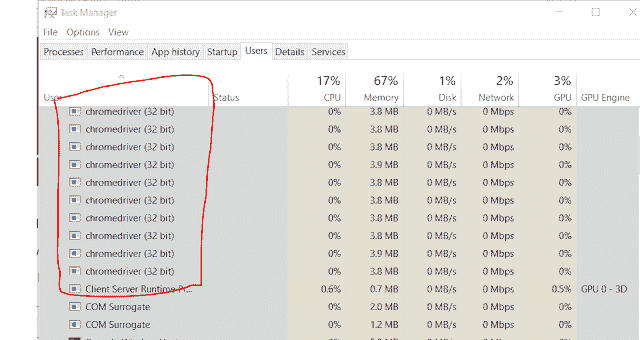 Task Manager
File Options View
Processes Performance App history Startup Users Details Services
17% 67% 1% 2% 3%
User Status CPU Memory Disk Network GPU GPU Engine
chromedriver (32 bit) 0% 3.8 MB 0 MB/s 0 Mbps 0%
chromedriver (32 bit) 0% 3.8 MB 0 MB/s 0 Mbps 0%
chromedriver (32 bit) 0% 3.8 MB 0 MB/s 0 Mbps 0%
chromedriver (32 bit) 0% 3.9 MB 0 MB/s 0 Mbps 0%
chromedriver (32 bit) 0% 3.8 MB 0 MB/s 0 Mbps 0%
chromedriver (32 bit) 0% 3.8 MB 0 MB/s 0 Mbps 0%
chromedriver (32 bit) 0% 3.8 MB 0 MB/s 0 Mbps 0%
chromedriver (32 bit) 0% 3.8 MB 0 MB/s 0 Mbps 0%
chromedriver (32 bit) 0% 3.9 MB 0 MB/s 0 Mbps 0%
chromedriver (32 bit) 0% 3.8 MB 0 MB/s 0 Mbps 0%
Client Server Runtime Pr... 0.6% 0.7 MB 0 MB/s 0 Mbps 0.5% GPU 0 - 3D
COM Surrogate 0% 2.0 MB 0 MB/s 0 Mbps 0%
COM Surrogate 0% 1.2 MB 0 MB/s 0 Mbps 0%